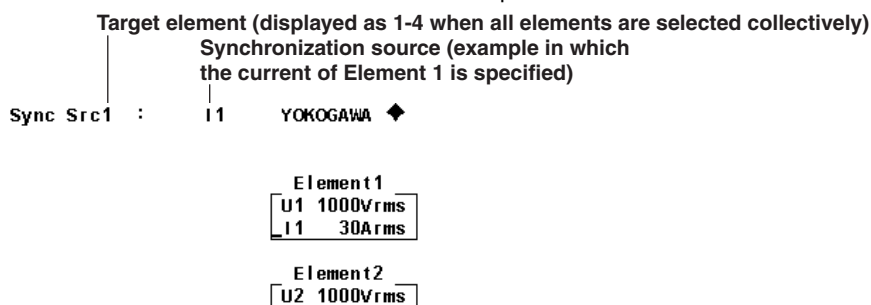 Target element (displayed as 1-4 when all elements are selected collectively)
Synchronization source (example in which
the current of Element 1 is specified)
Sync Src1 : I1 YOKOGAWA ◆
Element1
U1 1000Vrms
I1 30Arms
Element2
U2 1000Vrms